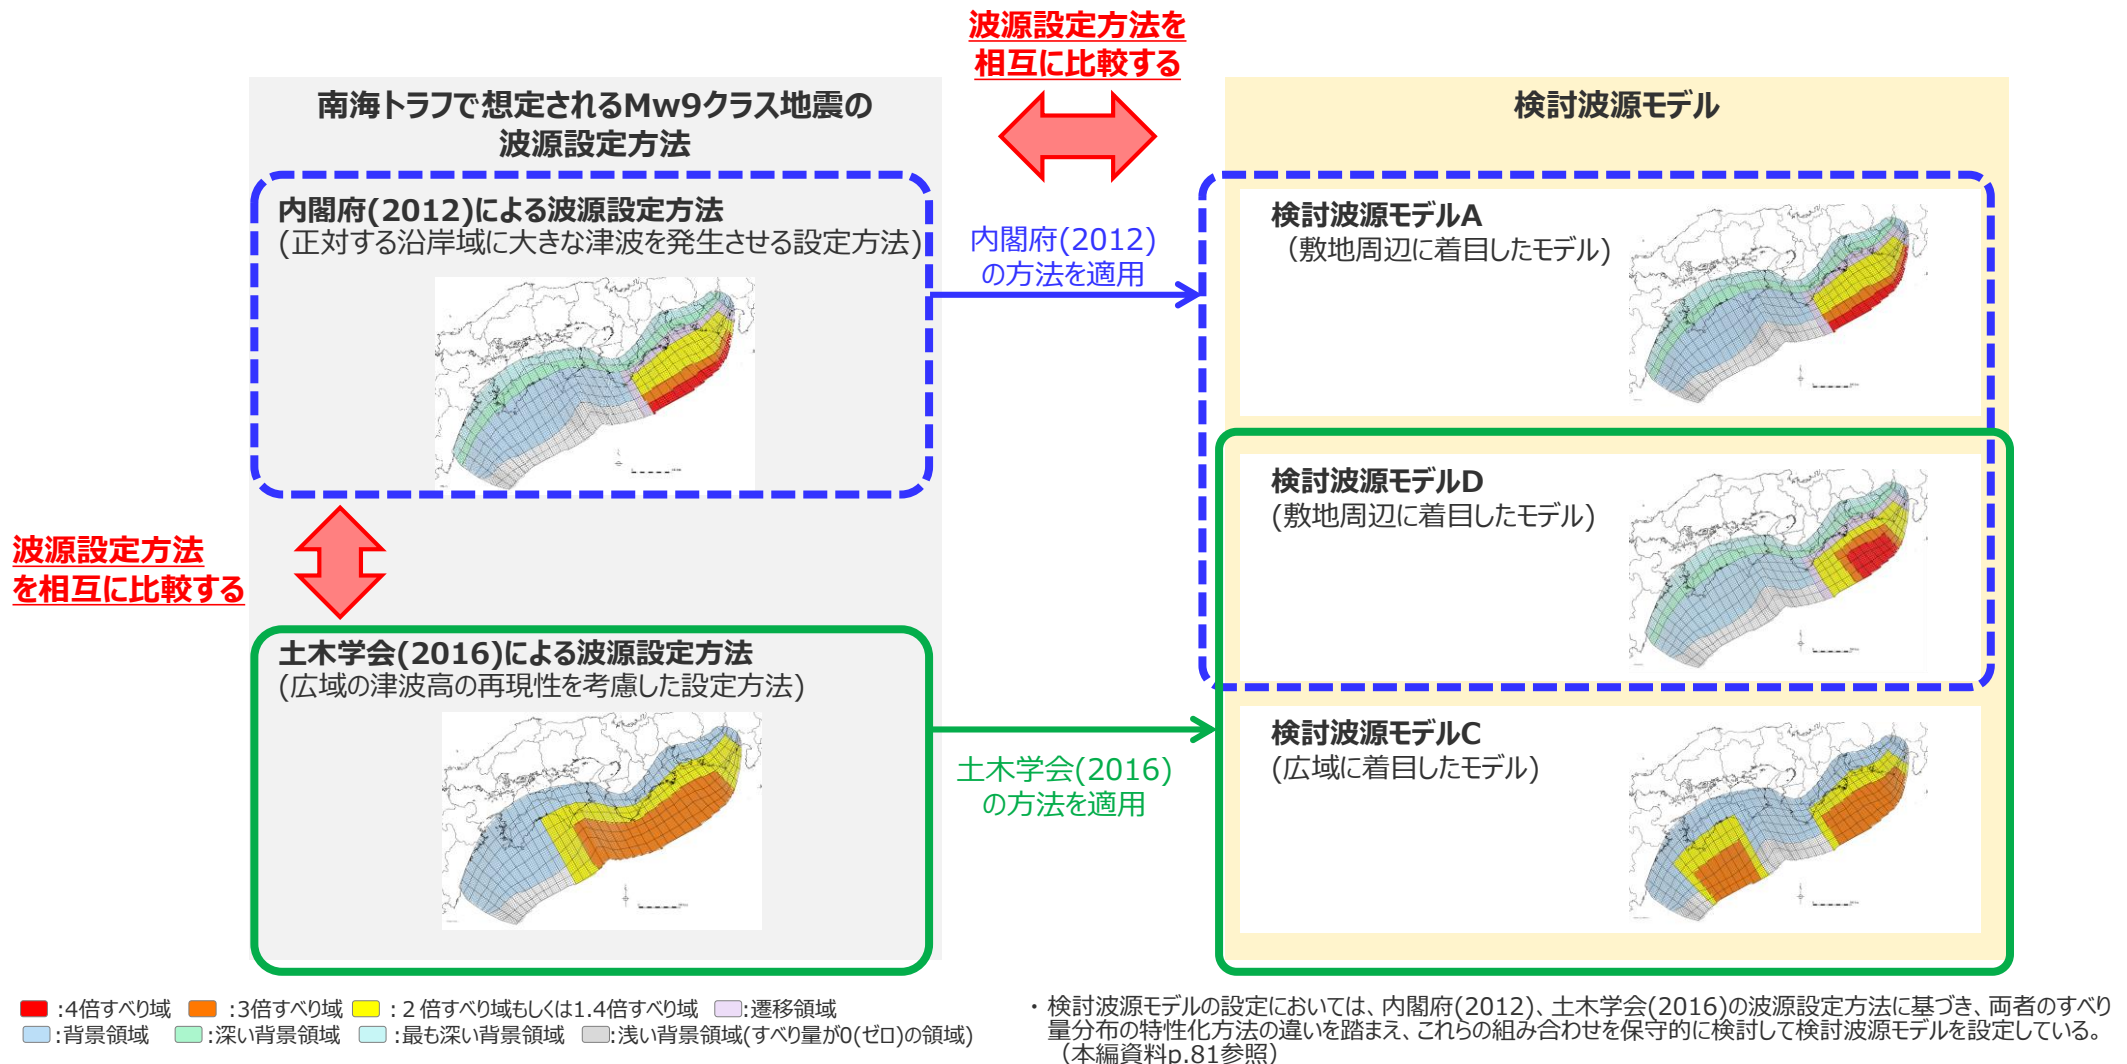 波源設定方法を
相互に比較する
南海トラフで想定されるMw9クラス地震の
波源設定方法
検討波源モデル
内閣府(2012)による波源設定方法
(正対する沿岸域に大きな津波を発生させる設定方法)
内閣府(2012)
の方法を適用
検討波源モデルA
（敷地周辺に着目したモデル)
検討波源モデルD
(敷地周辺に着目したモデル)
波源設定方法
を相互に比較する
土木学会(2016)による波源設定方法
(広域の津波高の再現性を考慮した設定方法)
土木学会(2016)
の方法を適用
検討波源モデルC
(広域に着目したモデル)
:4倍すべり域 :3倍すべり域 :２倍すべり域もしくは1.4倍すべり域 :遷移領域
:背景領域 :深い背景領域 :最も深い背景領域 :浅い背景領域(すべり量が0(ゼロ)の領域)
・検討波源モデルの設定においては、内閣府(2012)、土木学会(2016)の波源設定方法に基づき、両者のすべり
量分布の特性化方法の違いを踏まえ、これらの組み合わせを保守的に検討して検討波源モデルを設定している。
（本編資料p.81参照）